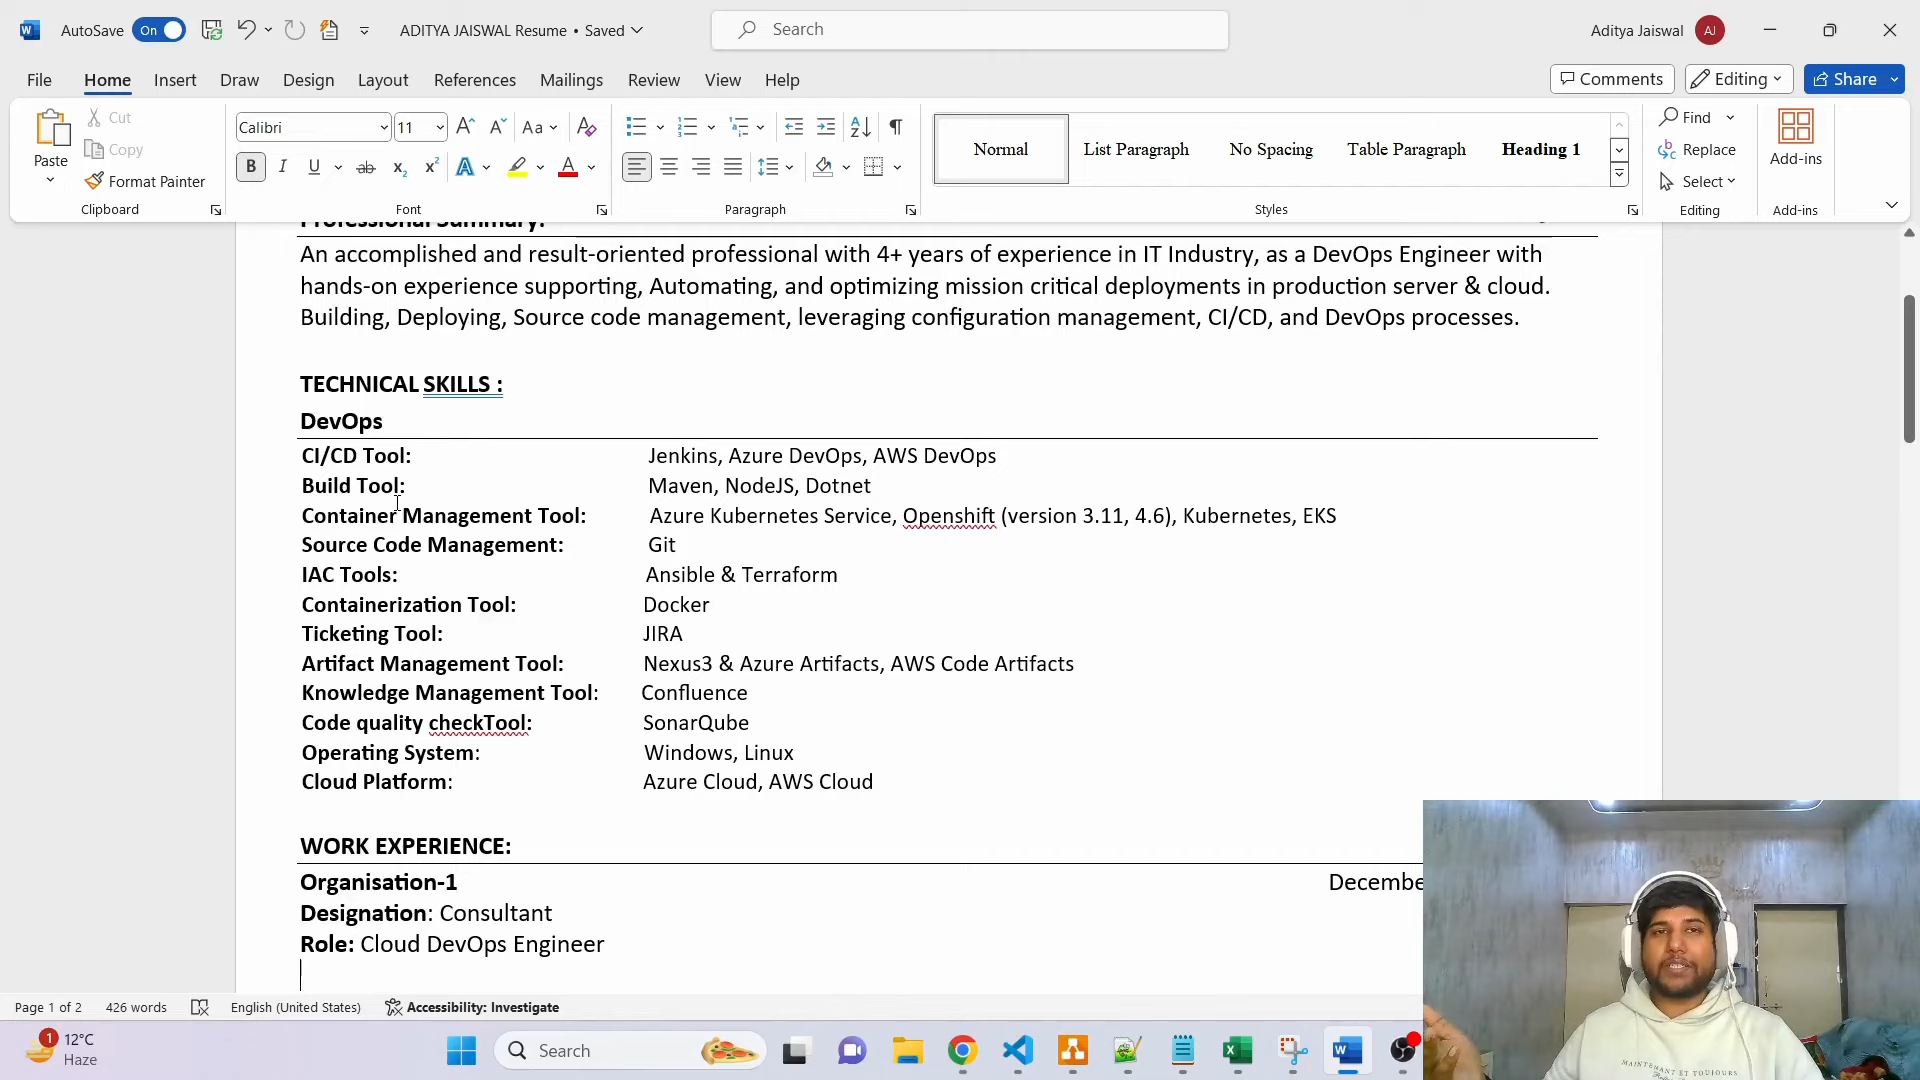 AutoSave On ADITYA JAISWAL Resume • Saved Search Aditya Jaiswal AJ
File Home Insert Draw Design Layout References Mailings Review View Help Comments Editing Share
Paste Cut Copy Format Painter Clipboard
Calibri 11 Aa Font
Paragraph
Normal List Paragraph No Spacing Table Paragraph Heading 1 Styles
Find Replace Select Editing
Add-ins Add-ins
Professional Summary:
An accomplished and result-oriented professional with 4+ years of experience in IT Industry, as a DevOps Engineer with
hands-on experience supporting, Automating, and optimizing mission critical deployments in production server & cloud.
Building, Deploying, Source code management, leveraging configuration management, CI/CD, and DevOps processes.
TECHNICAL SKILLS :
DevOps
CI/CD Tool: Jenkins, Azure DevOps, AWS DevOps
Build Tool: Maven, NodeJS, Dotnet
Container Management Tool: Azure Kubernetes Service, Openshift (version 3.11, 4.6), Kubernetes, EKS
Source Code Management: Git
IAC Tools: Ansible & Terraform
Containerization Tool: Docker
Ticketing Tool: JIRA
Artifact Management Tool: Nexus3 & Azure Artifacts, AWS Code Artifacts
Knowledge Management Tool: Confluence
Code quality checkTool: SonarQube
Operating System: Windows, Linux
Cloud Platform: Azure Cloud, AWS Cloud
WORK EXPERIENCE:
Organisation-1 Decembe
Designation: Consultant
Role: Cloud DevOps Engineer
Page 1 of 2 426 words English (United States) Accessibility: Investigate
1 12°C
Haze
Search
MAINTENANT ET TOUJOURS